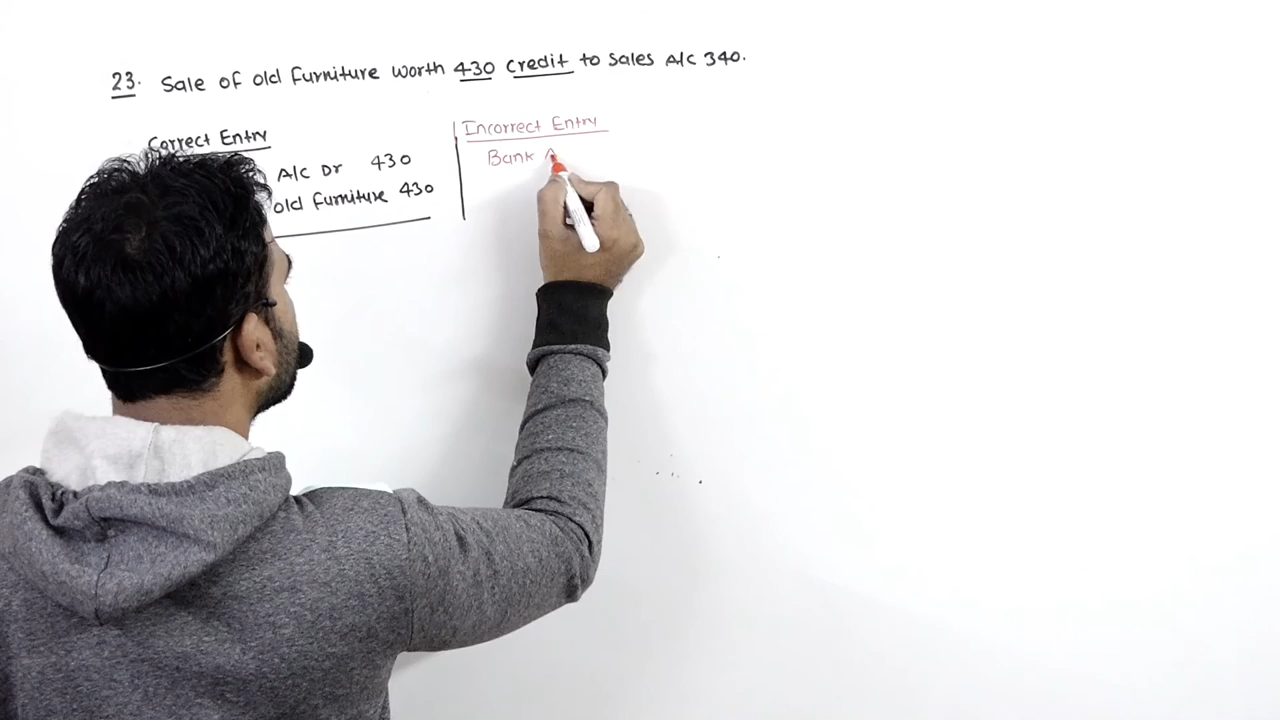 23. Sale of old furniture worth 430 credit to sales A/c 340.
Correct Entry
A/c Dr 430
old furniture 430
Incorrect Entry
Bank A